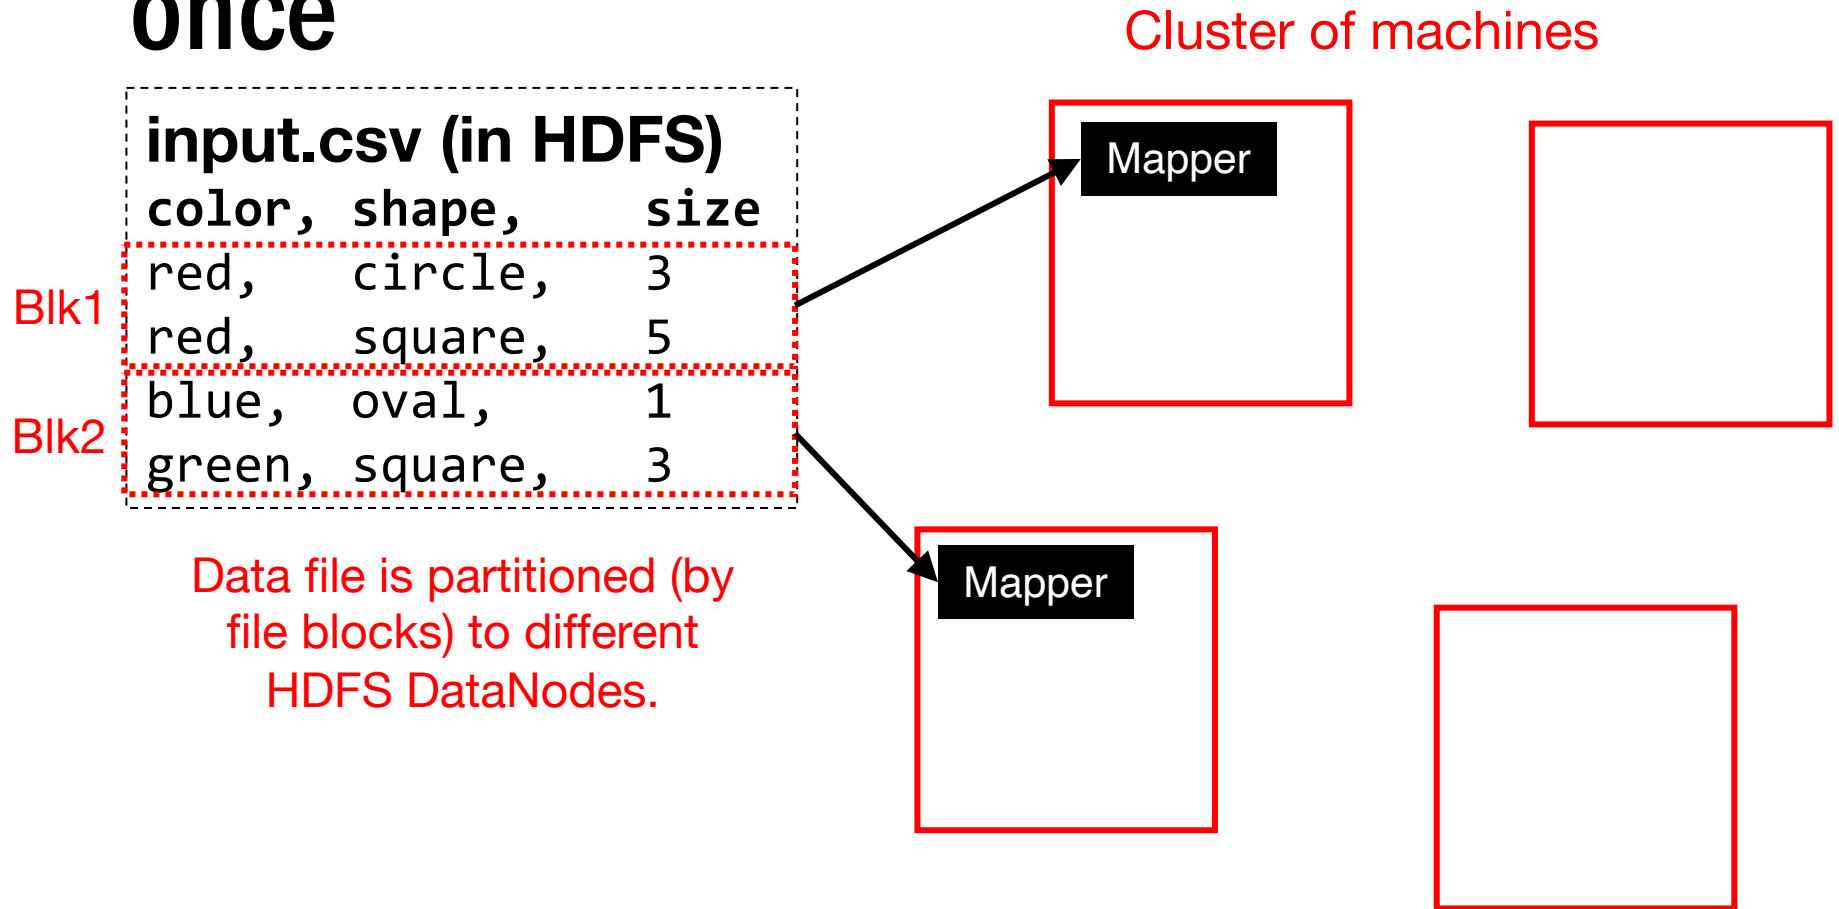 once
Cluster of machines
input.csv (in HDFS)
color, shape, size
red, circle, 3
red, square, 5
blue, oval, 1
green, square, 3
Blk1
Blk2
Mapper
Mapper
Data file is partitioned (by
file blocks) to different
HDFS DataNodes.